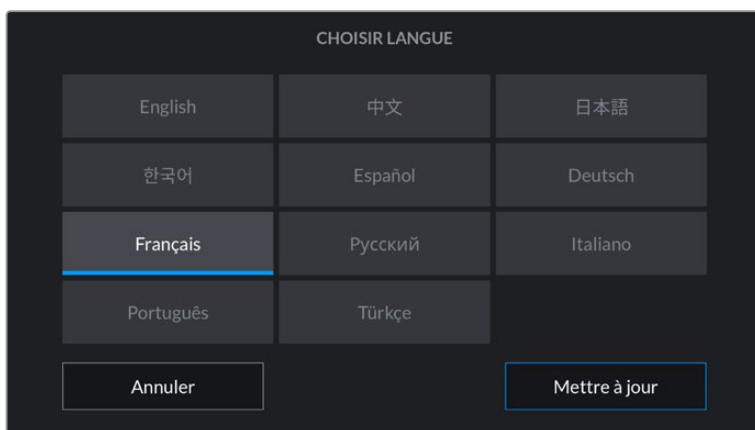 CHOISIR LANGUE
English
中文
日本語
한국어
Español
Deutsch
Français
Русский
Italiano
Português
Türkçe
Annuler
Mettre à jour